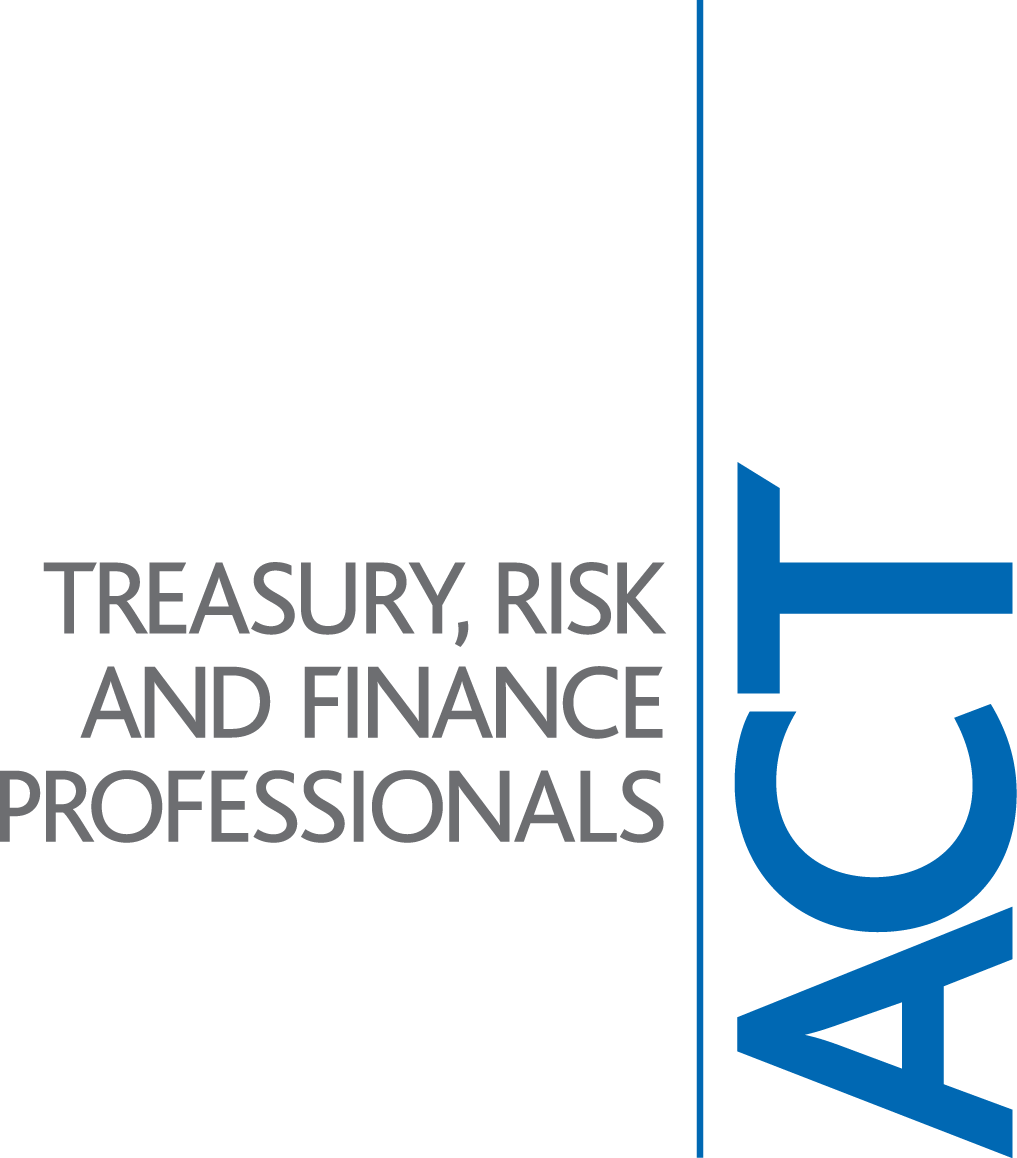 TREASURY, RISK
AND FINANCE
PROFESSIONALS
ACT